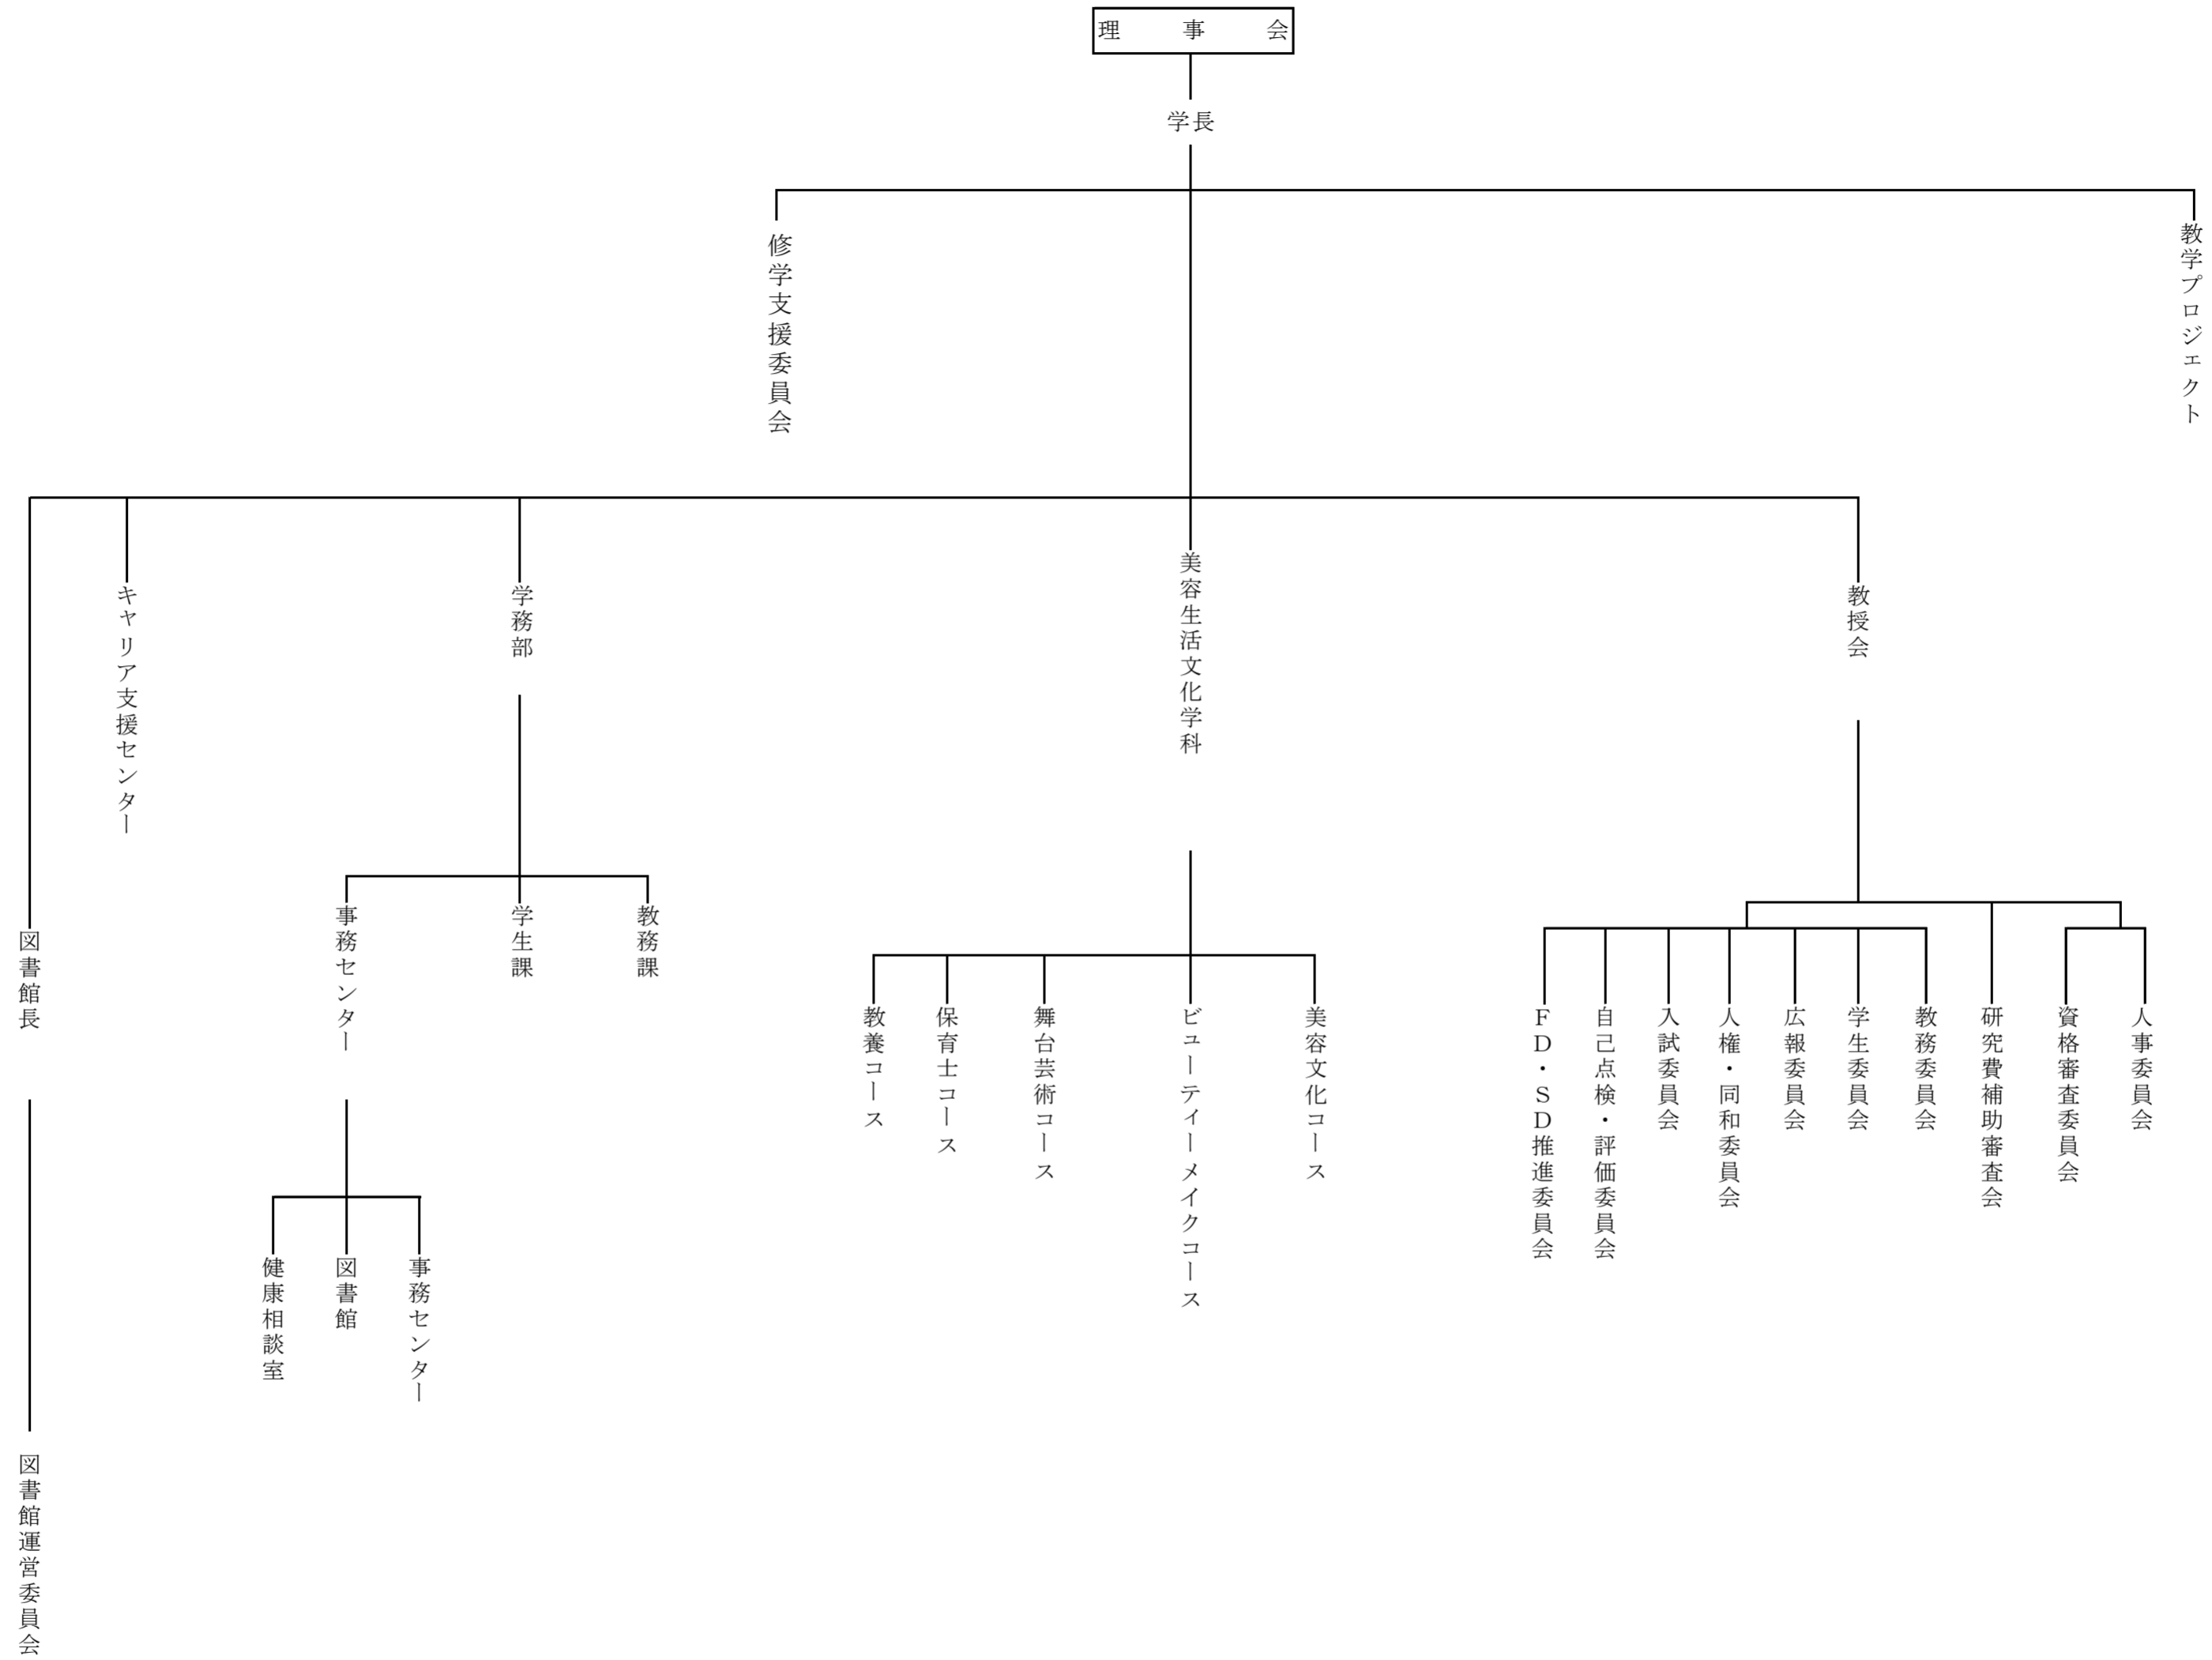 理事会
学長
教学プロジェクト
修学支援委員会
教授会
美容生活文化学科
学務部
キャリア支援センター
図書館長
教務課
学生課
事務センター
人事委員会
資格審査委員会
研究費補助審査会
教務委員会
学生委員会
広報委員会
人権・同和委員会
入試委員会
自己点検・評価委員会
ＦＤ・ＳＤ推進委員会
美容文化コース
ビューティーメイクコース
舞台芸術コース
保育士コース
教養コース
事務センター
図書館
健康相談室
図書館運営委員会